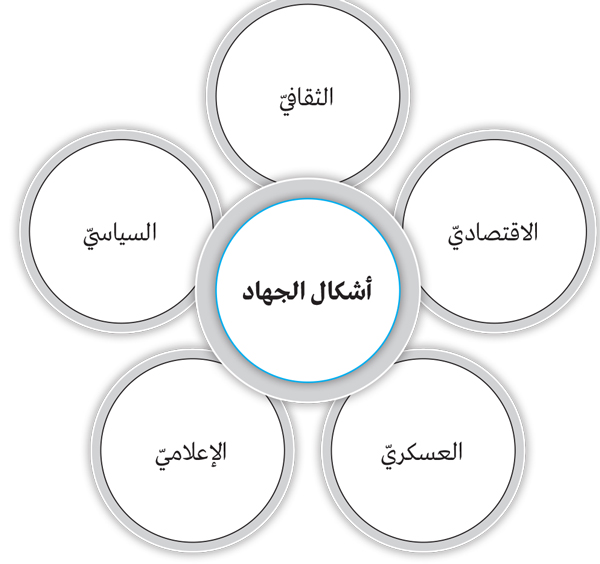 الثقافيّ
الاقتصاديّ
السياسيّ
أشكال الجهاد
العسكريّ
الإعلاميّ